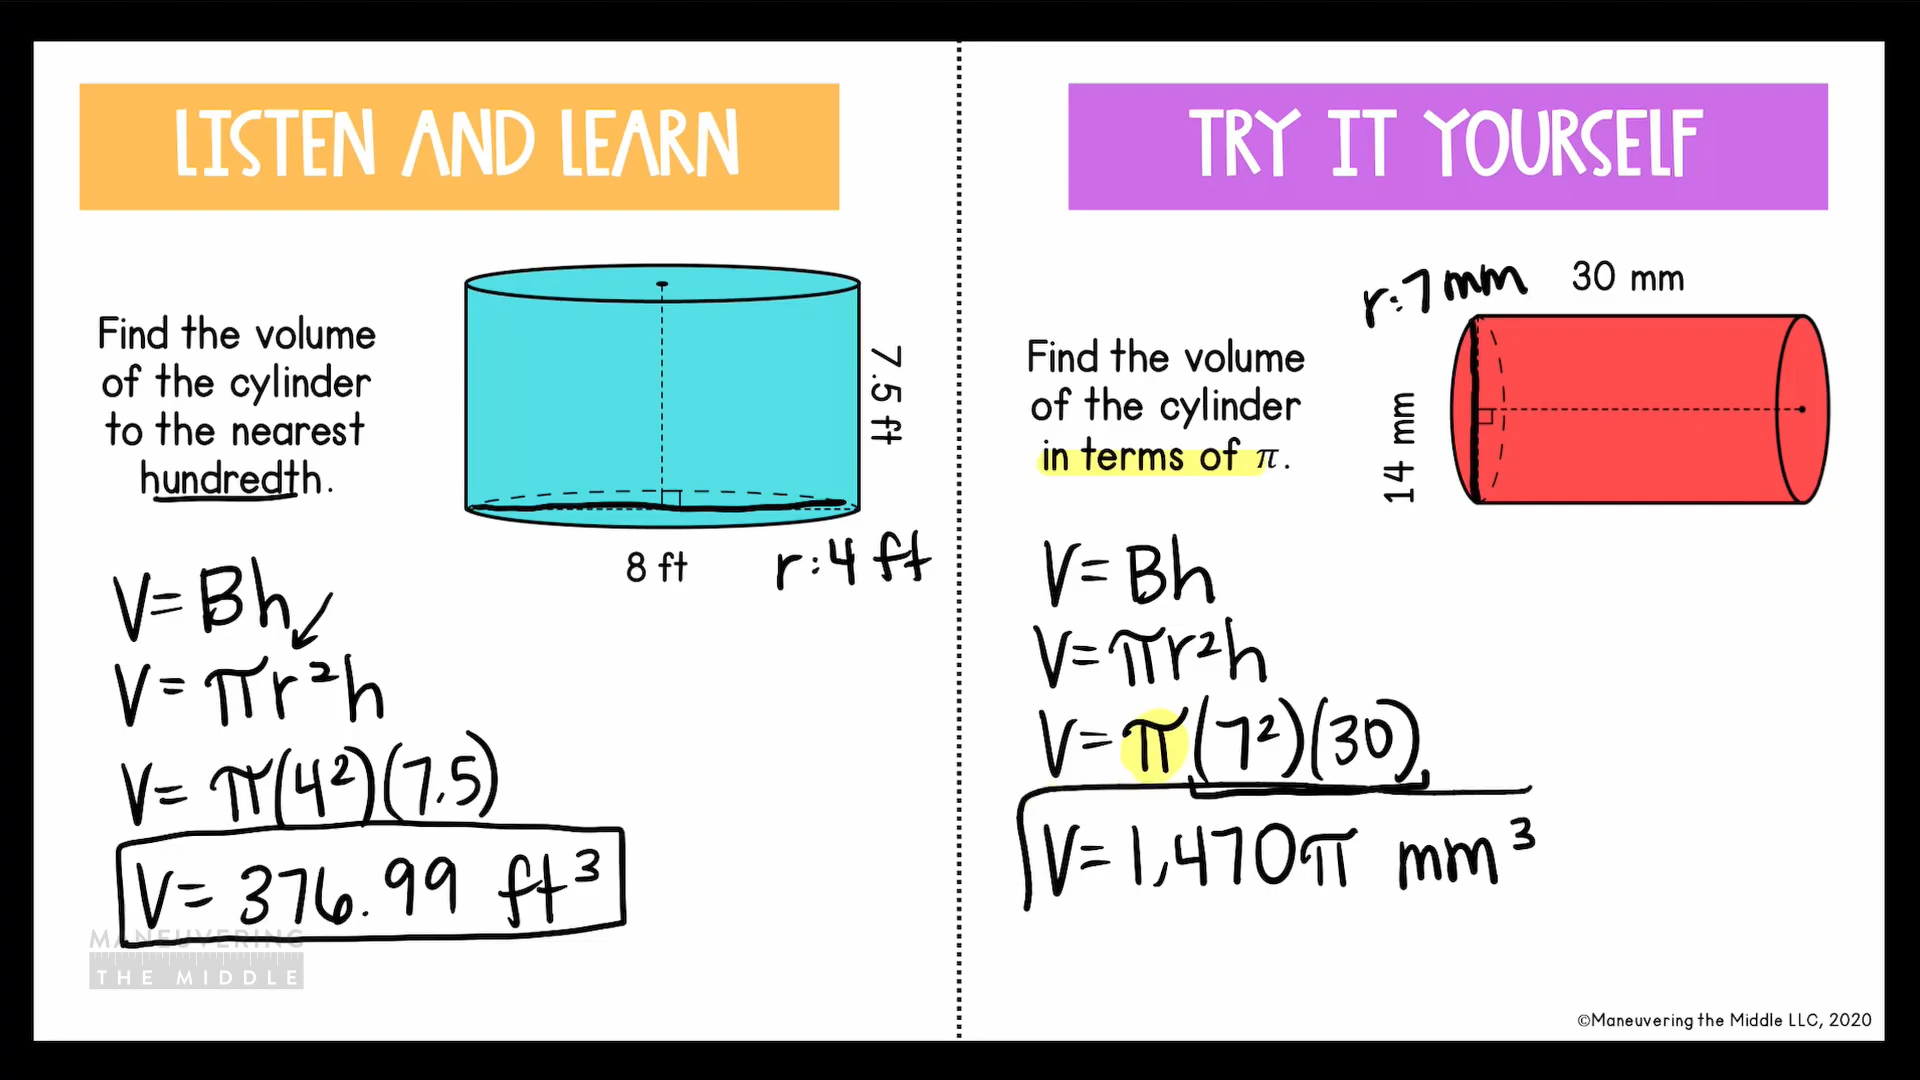 LISTEN AND LEARN
Find the volume
of the cylinder
to the nearest
hundredth.
7.5 ft
8 ft
r: 4 ft
V= Bh
V= πr²h
V= π(4²)(7.5)
V= 376.99 ft³
MANEUVERING
THE MIDDLE
TRY IT YOURSELF
r: 7 mm
30 mm
Find the volume
of the cylinder
in terms of π.
14 mm
V= Bh
V= πr²h
V= π(7²)(30)
V= 1,470π mm³
©Maneuvering the Middle LLC, 2020